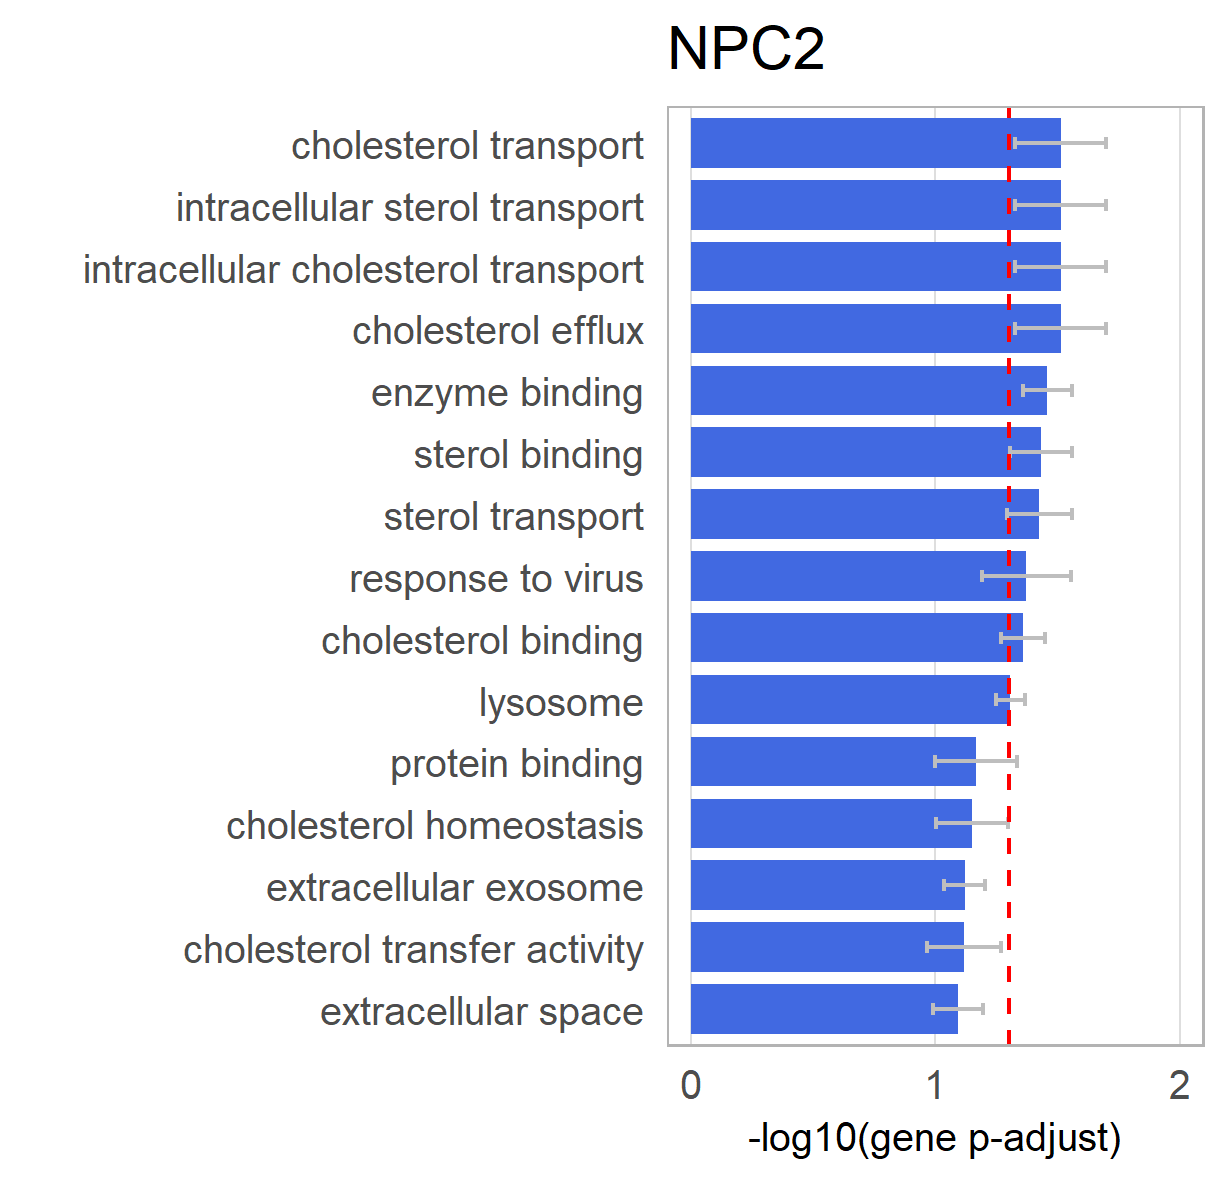 NPC2
cholesterol transport
intracellular sterol transport
intracellular cholesterol transport
cholesterol efflux
enzyme binding
sterol binding
sterol transport
response to virus
cholesterol binding
lysosome
protein binding
cholesterol homeostasis
extracellular exosome
cholesterol transfer activity
extracellular space
0 1 2
-log10(gene p-adjust)